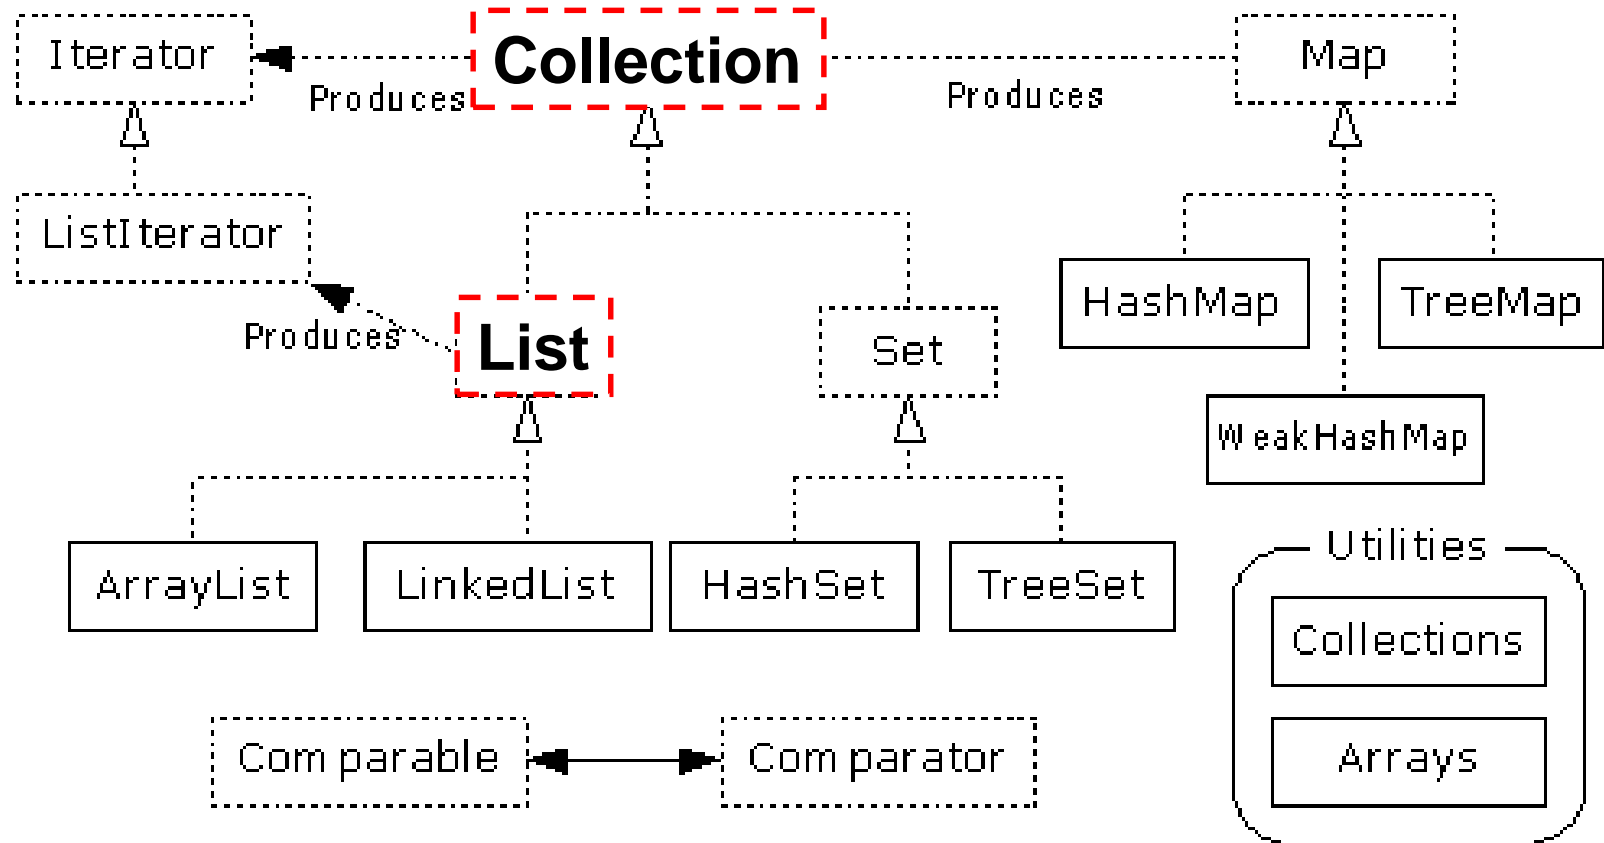 Iterator
Collection
Map
Produces
Produces
ListIterator
HashMap
TreeMap
Produces
List
Set
WeakHashMap
ArrayList
LinkedList
HashSet
TreeSet
Utilities
Collections
Comparable
Comparator
Arrays